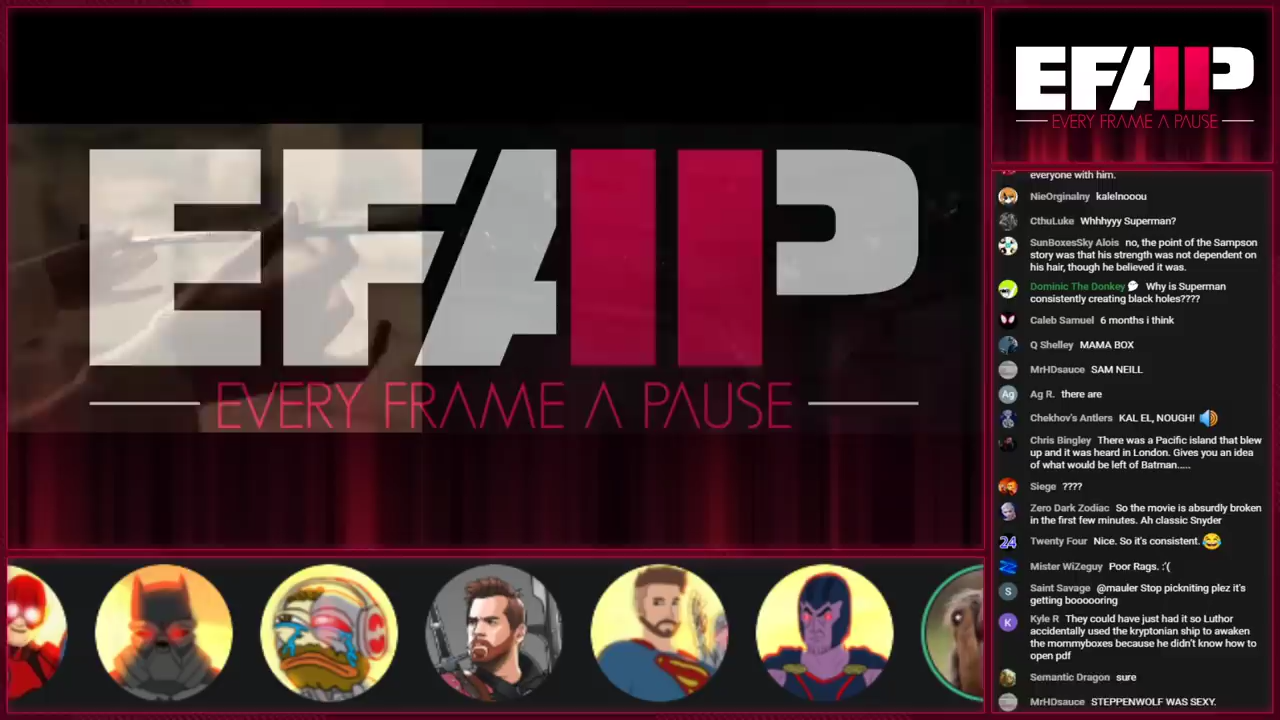 EFAP
EVERY FRAME A PAUSE
EFAP
EVERY FRAME A PAUSE
everyone with him.
NieOrginalny kalelnooou
CthuLuke Whhhyyy Superman?
SunBoxesSky Alois no, the point of the Sampson
story was that his strength was not dependent on
his hair, though he believed it was.
Dominic The Donkey Why is Superman
consistently creating black holes????
Caleb Samuel 6 months i think
Q Shelley MAMA BOX
MrHDsauce SAM NEILL
Ag
Ag R. there are
Chekhov's Antlers KAL EL, NOUGH!
Chris Bingley There was a Pacific island that blew
up and it was heard in London. Gives you an idea
of what would be left of Batman.....
Siege ????
Zero Dark Zodiac So the movie is absurdly broken
in the first few minutes. Ah classic Snyder
24
Twenty Four Nice. So it's consistent.
Mister WiZeguy Poor Rags. :'(
S
Saint Savage @mauler Stop pickniting plez it's
getting boooooring
K
Kyle R They could have just had it so Luthor
accidentally used the kryptonian ship to awaken
the mommyboxes because he didn't know how to
open pdf
Semantic Dragon sure
MrHDsauce STEPPENWOLF WAS SEXY.